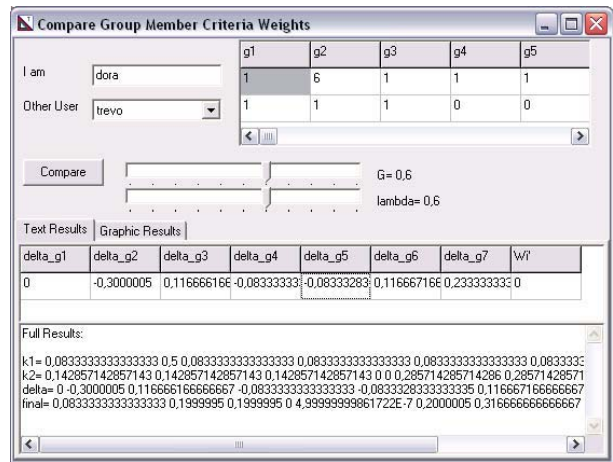 Compare Group Member Criteria Weights
g1 g2 g3 g4 g5
I am dora 1 6 1 1 1
Other User trevo 1 1 1 0 0
Compare G= 0,6
lambda= 0,6
Text Results Graphic Results
delta_g1 delta_g2 delta_g3 delta_g4 delta_g5 delta_g6 delta_g7 Wi'
0 -0,3000005 0,116666166 -0,08333333 -0,08333283 0,116667166 0,233333333 0
Full Results:
k1= 0,0833333333333333 0,5 0,0833333333333333 0,0833333333333333 0,0833333333333333 0,083333
k2= 0,142857142857143 0,142857142857143 0,142857142857143 0 0 0,285714285714286 0,28571428571
delta= 0 -0,3000005 0,116666166666667 -0,0833333333333333 -0,0833328333333335 0,116667166666667
final= 0,0833333333333333 0,1999995 0,1999995 0 4,99999999861722E-7 0,2000005 0,316666666666667